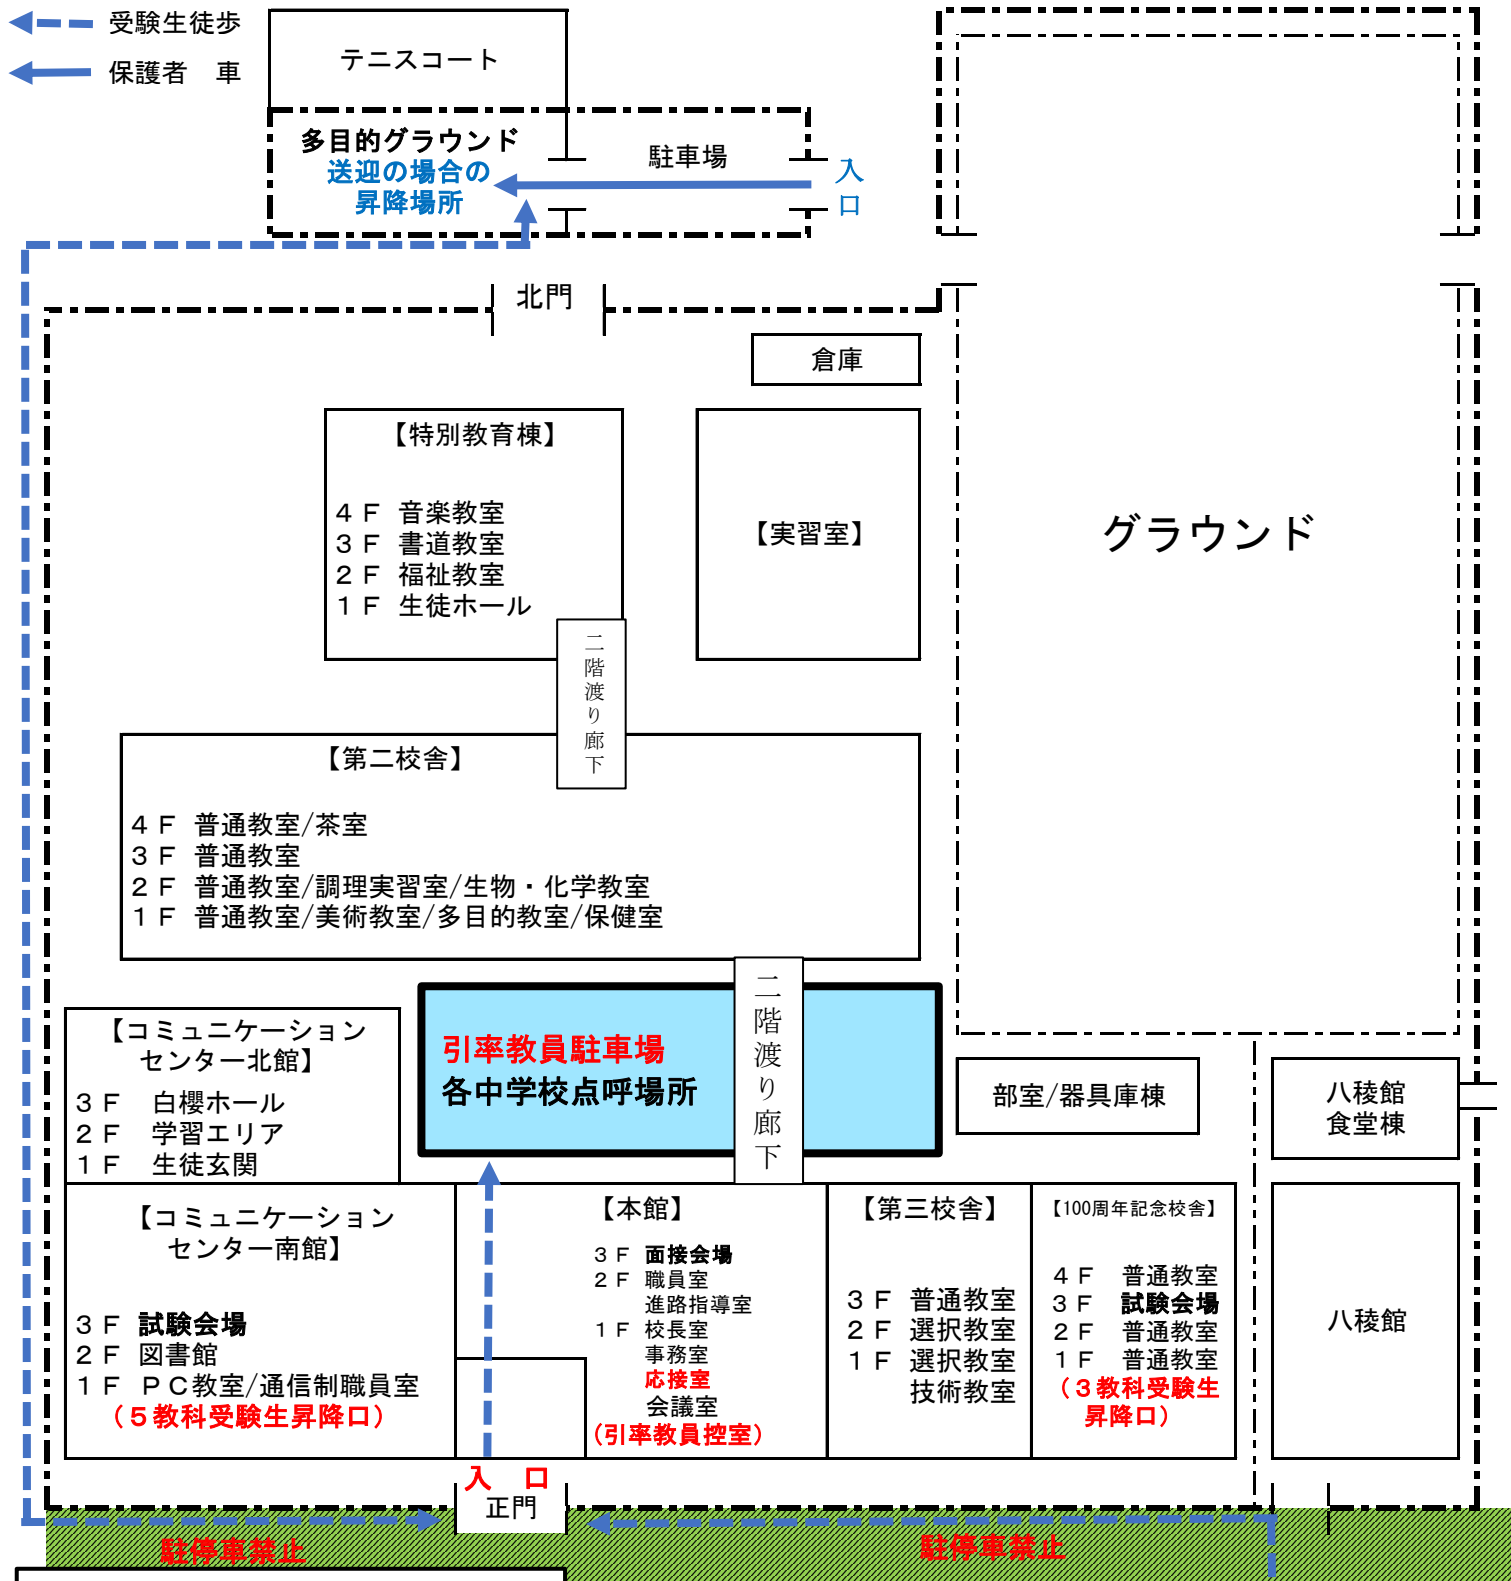 受験生徒歩
保護者　車
テニスコート
多目的グラウンド
送迎の場合の
昇降場所
駐車場
入
口
北門
倉庫
【特別教育棟】
４Ｆ 音楽教室
３Ｆ 書道教室
２Ｆ 福祉教室
１Ｆ 生徒ホール
【実習室】
グラウンド
二階渡り廊下
【第二校舎】
４Ｆ 普通教室/茶室
３Ｆ 普通教室
２Ｆ 普通教室/調理実習室/生物・化学教室
１Ｆ 普通教室/美術教室/多目的教室/保健室
【コミュニケーション
センター北館】
３Ｆ　白櫻ホール
２Ｆ　学習エリア
１Ｆ　生徒玄関
引率教員駐車場
各中学校点呼場所
二階渡り廊下
部室/器具庫棟
八稜館
食堂棟
【コミュニケーション
センター南館】
３Ｆ 試験会場
２Ｆ 図書館
１Ｆ ＰＣ教室/通信制職員室
（５教科受験生昇降口）
【本館】
３Ｆ 面接会場
２Ｆ 職員室
進路指導室
１Ｆ 校長室
事務室
応接室
会議室
（引率教員控室）
【第三校舎】
３Ｆ 普通教室
２Ｆ 選択教室
１Ｆ 選択教室
技術教室
【100周年記念校舎】
４Ｆ　普通教室
３Ｆ　試験会場
２Ｆ　普通教室
１Ｆ　普通教室
（３教科受験生
昇降口）
八稜館
入　口
正門
駐停車禁止
駐停車禁止